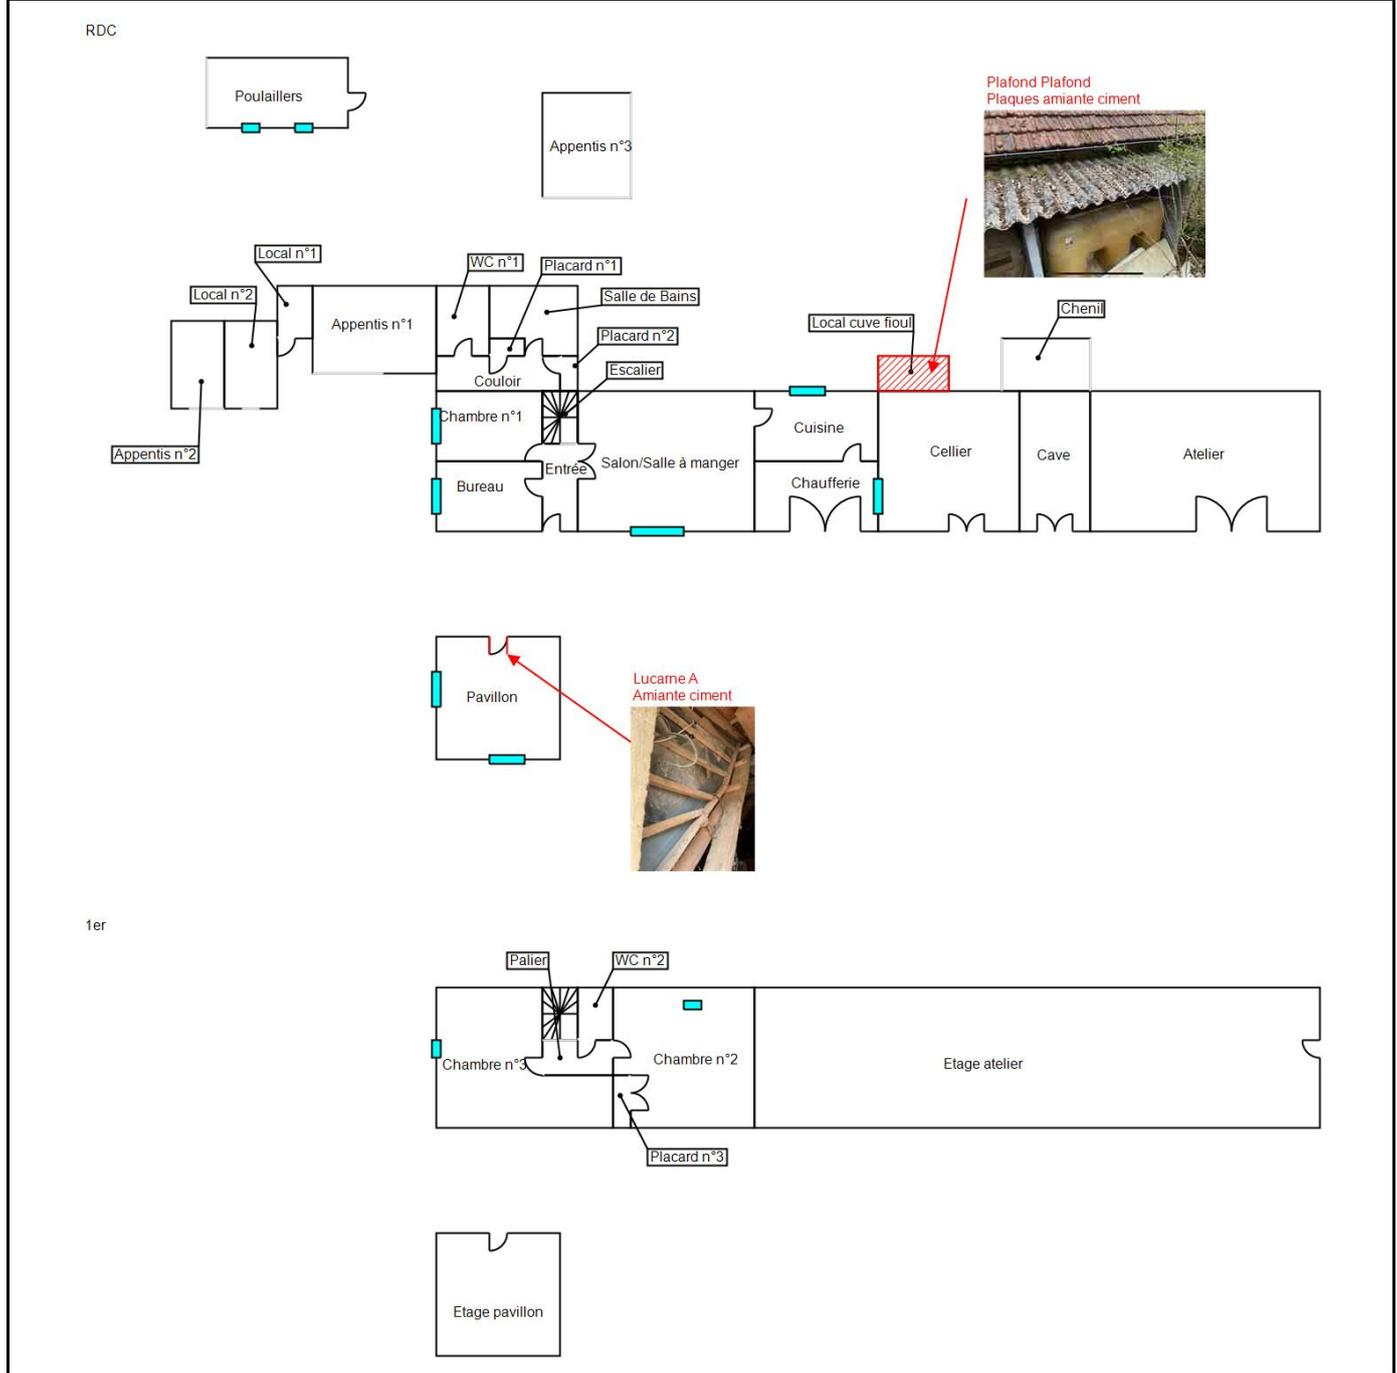 RDC
Poulaillers
Plafond Plafond
Plaques amiante ciment
Appentis n°3
Local n°1
WC n°1
Placard n°1
Local n°2
Salle de Bains
Chenil
Appentis n°1
Local cuve fioul
Placard n°2
Escalier
Couloir
Chambre n°1
Cuisine
Appentis n°2
Cellier
Cave
Atelier
Entrée
Salon/Salle à manger
Bureau
Chaufferie
Lucarne A
Amiante ciment
Pavillon
1er
Palier
WC n°2
Chambre n°3
Chambre n°2
Etage atelier
Placard n°3
Etage pavillon